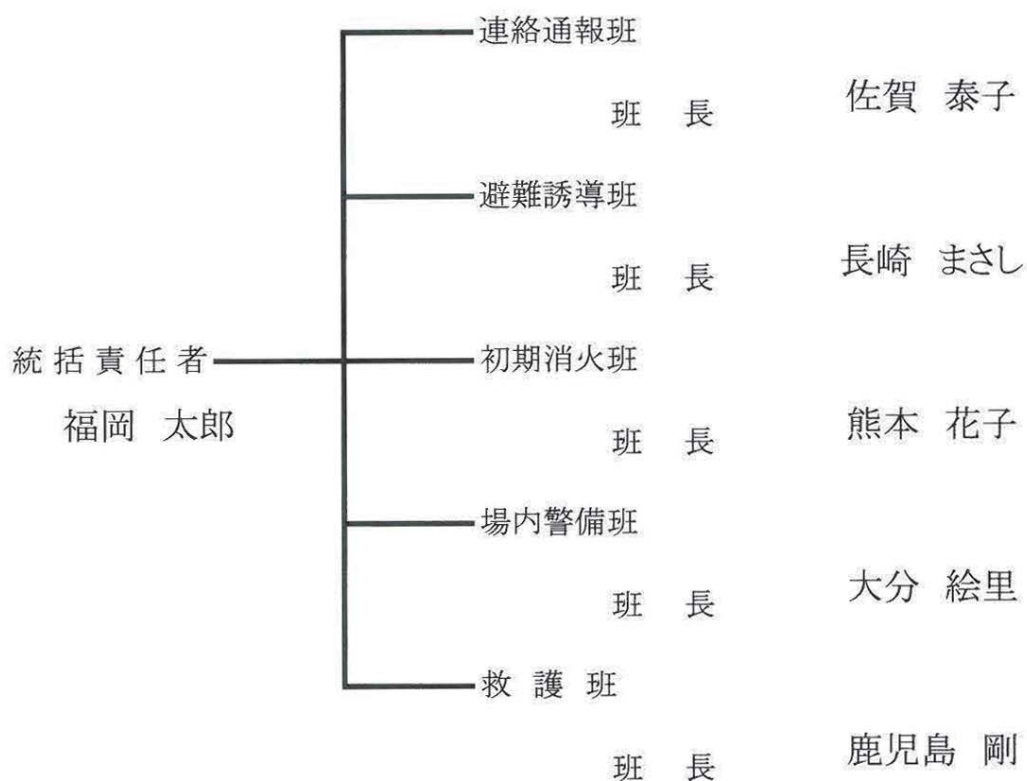 連絡通報班
班　長　佐賀　泰子
避難誘導班
班　長　長崎　まさし
統括責任者
福岡　太郎
初期消火班
班　長　熊本　花子
場内警備班
班　長　大分　絵里
救護班
班　長　鹿児島　剛